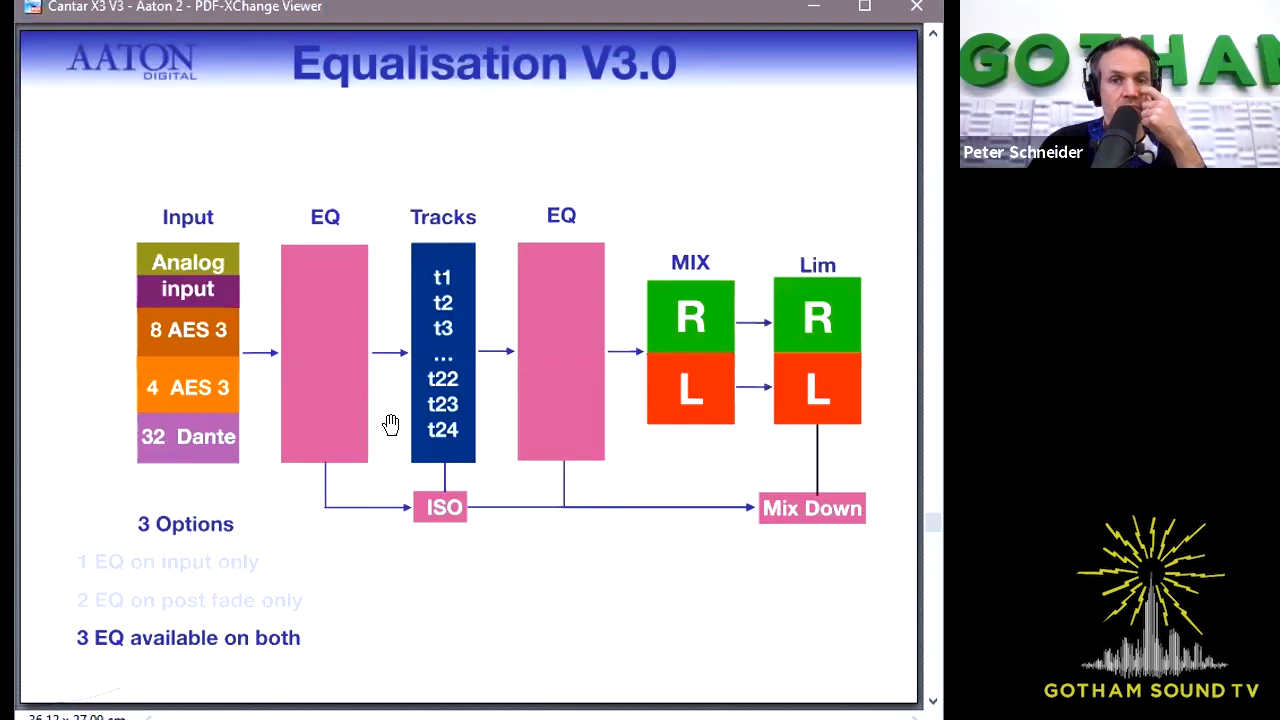 Cantar X3 V3 - Aaton 2 - PDF-XChange Viewer
AATON
DIGITAL
Equalisation V3.0
GOTHAM
Peter Schneider
Input
EQ
Tracks
EQ
MIX
Lim
Analog
input
8 AES 3
4 AES 3
32 Dante
t1
t2
t3
...
t22
t23
t24
R
L
R
L
ISO
Mix Down
3 Options
1 EQ on input only
2 EQ on post fade only
3 EQ available on both
GOTHAM SOUND TV